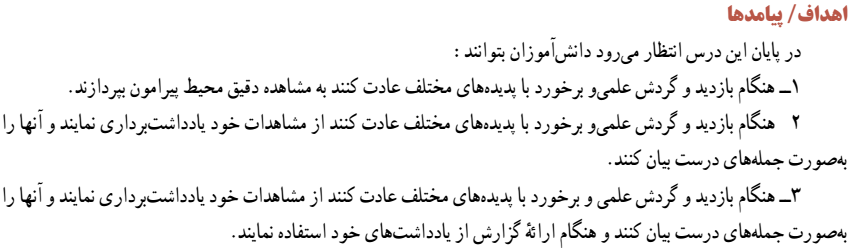 اهداف/ پیامدها
در پایان این درس انتظار می‌رود دانش‌آموزان بتوانند :
۱ــ هنگام بازدید و گردش علمی‌و برخورد با پدیده‌های مختلف عادت کنند به مشاهده دقیق محیط پیرامون بپردازند.
۲ هنگام بازدید و گردش علمی‌و برخورد با پدیده‌های مختلف عادت کنند از مشاهدات خود یادداشت‌برداری نمایند و آنها را
به‌صورت جمله‌های درست بیان کنند.
۳ــ هنگام بازدید و گردش علمی و برخورد با پدیده‌های مختلف عادت کنند از مشاهدات خود یادداشت‌برداری نمایند و آنها را
به‌صورت جمله‌های درست بیان کنند و هنگام ارائهٔ گزارش از یادداشت‌های خود استفاده نمایند.